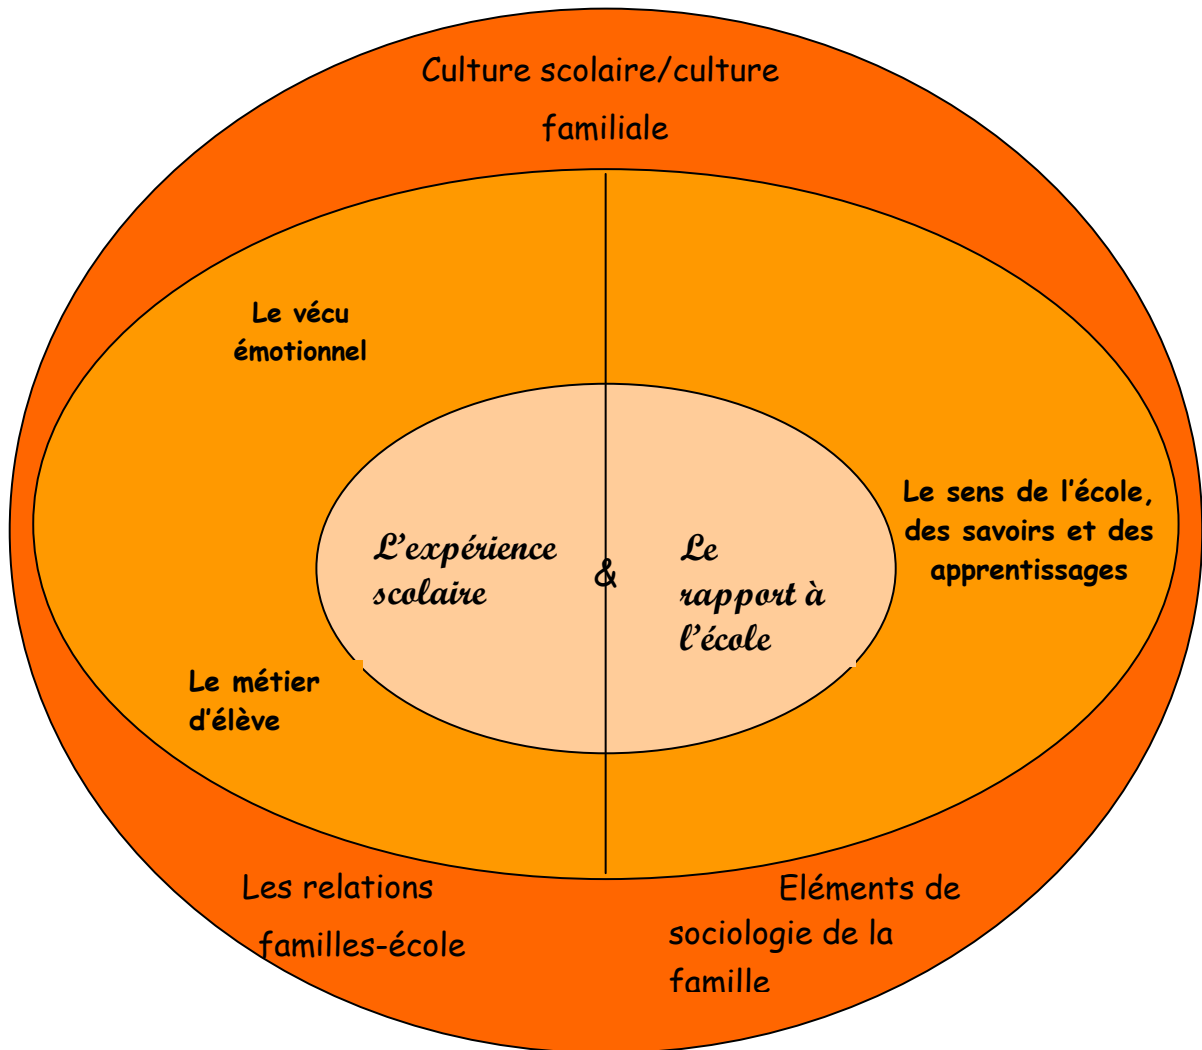 Culture scolaire/culture
familiale
Le vécu
émotionnel
Le sens de l'école,
des savoirs et des
apprentissages
L'expérience
scolaire
&
Le
rapport à
l'école
Le métier
d'élève
Les relations
familles-école
Eléments de
sociologie de la
famille